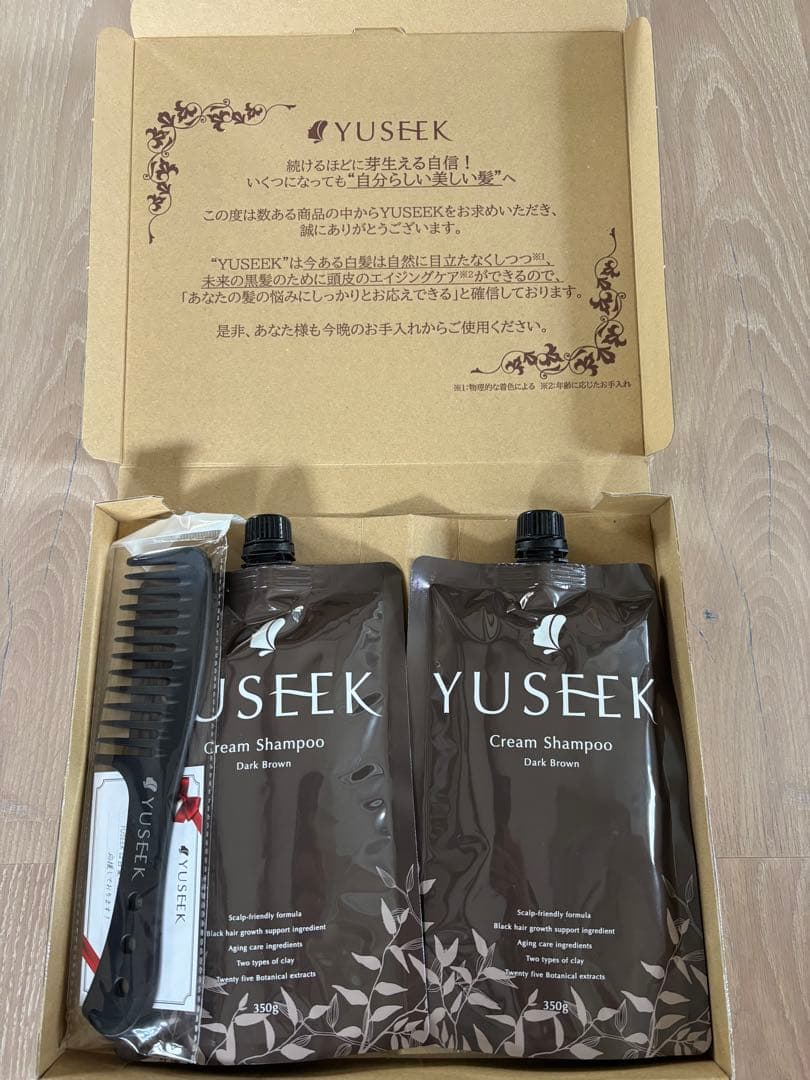 YUSEEK
続けるほどに芽生える自信！
いくつになっても“自分らしい美しい髪”へ
この度は数ある商品の中からYUSEEKをお求めいただき、
誠にありがとうございます。
“YUSEEK”は今ある白髪は自然に目立たなくしつつ※1、
未来の黒髪のために頭皮のエイジングケア※2ができるので、
「あなたの髪の悩みにしっかりとお応えできる」と確信しております。
是非、あなた様も今晩のお手入れからご使用ください。
※1:物理的な着色による ※2:年齢に応じたお手入れ
YUSEEK
YUSEEK
応援しております!
USEEK
Cream Shampoo
Dark Brown
Scalp-friendly formula
Black hair growth support ingredient
Aging care ingredients
Two types of clay
Twenty five Botanical extracts
350g
YUSEEK
Cream Shampoo
Dark Brown
Scalp-friendly formula
Black hair growth support ingredient
Aging care ingredients
Two types of clay
Twenty five Botanical extracts
350g